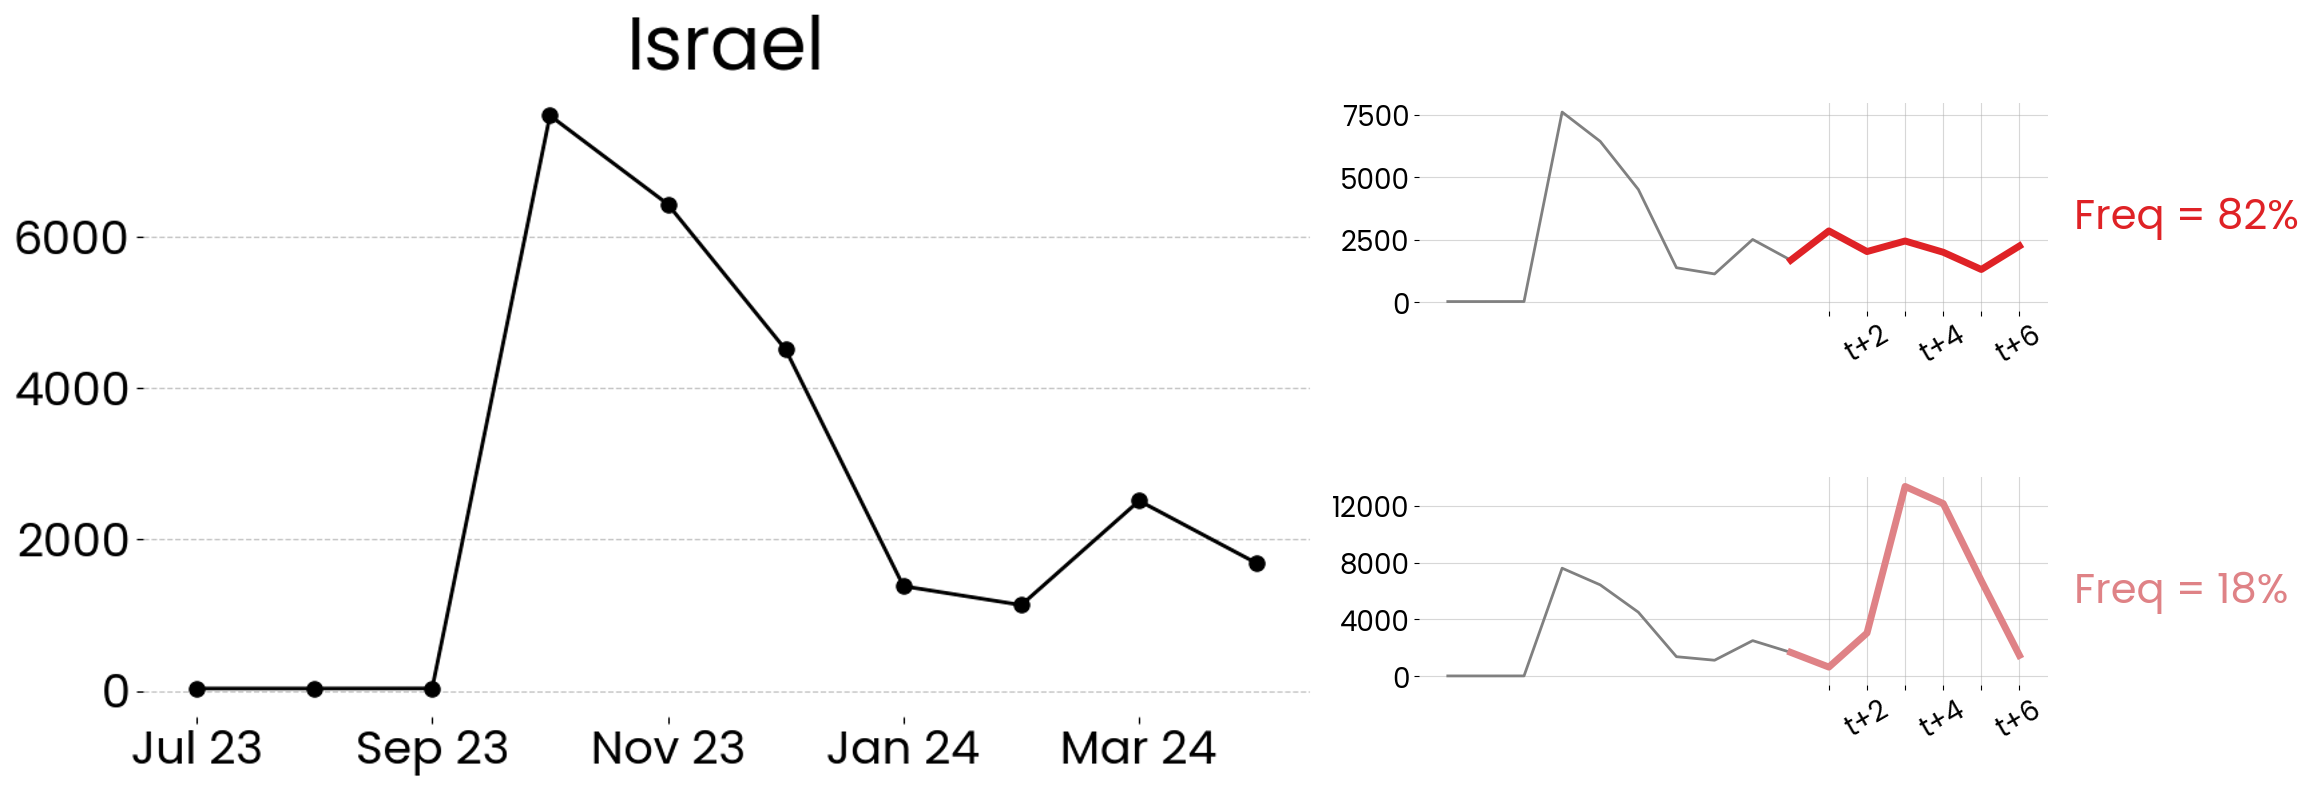 Israel
6000
4000
2000
0
Jul 23
Sep 23
Nov 23
Jan 24
Mar 24
7500
5000
2500
0
t+2
t+4
t+6
Freq = 82%
12000
8000
4000
0
t+2
t+4
t+6
Freq = 18%